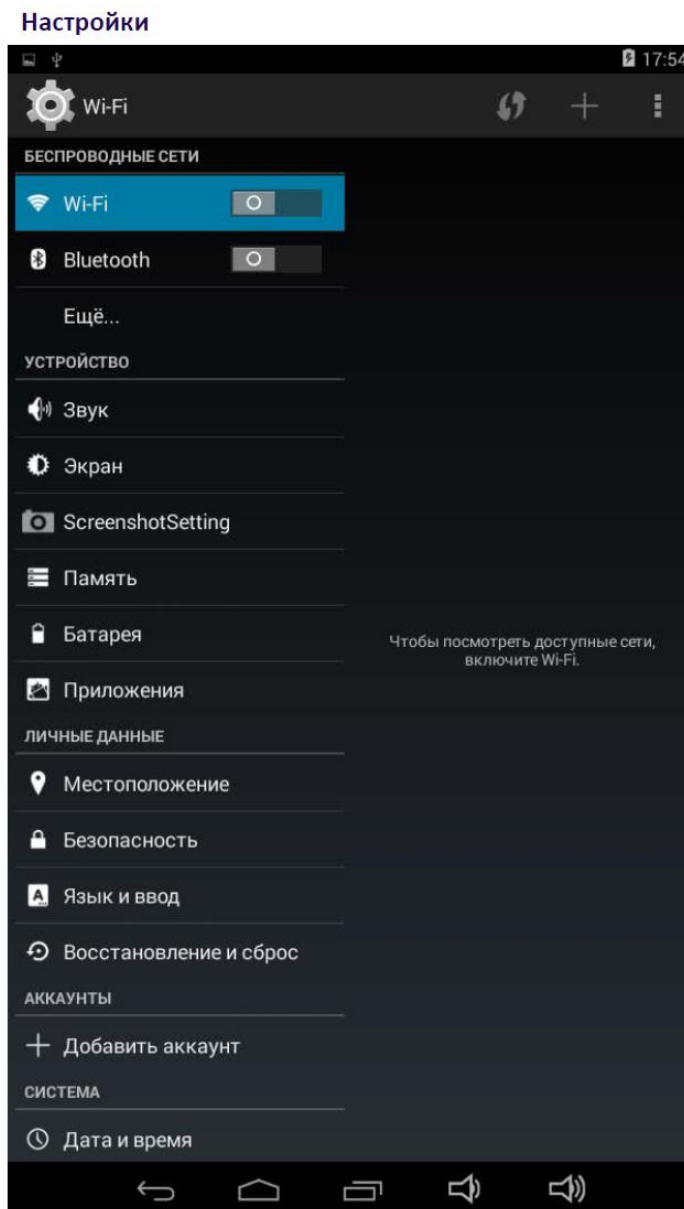 Настройки
17:54
Wi-Fi
БЕСПРОВОДНЫЕ СЕТИ
Wi-Fi
Bluetooth
Ещё...
УСТРОЙСТВО
Звук
Экран
ScreenshotSetting
Память
Батарея
Чтобы посмотреть доступные сети,
включите Wi-Fi.
Приложения
ЛИЧНЫЕ ДАННЫЕ
Местоположение
Безопасность
Язык и ввод
Восстановление и сброс
АККАУНТЫ
Добавить аккаунт
СИСТЕМА
Дата и время